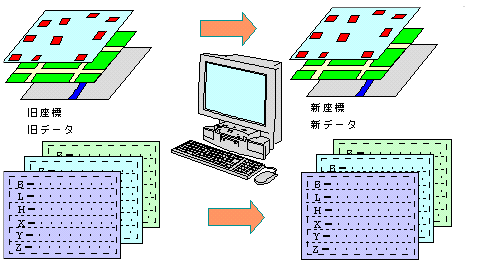 旧座標
旧データ
新座標
新データ
B=
B=
L=
H=
X=
Y=
Z=
B=
B=
L=
H=
X=
Y=
Z=